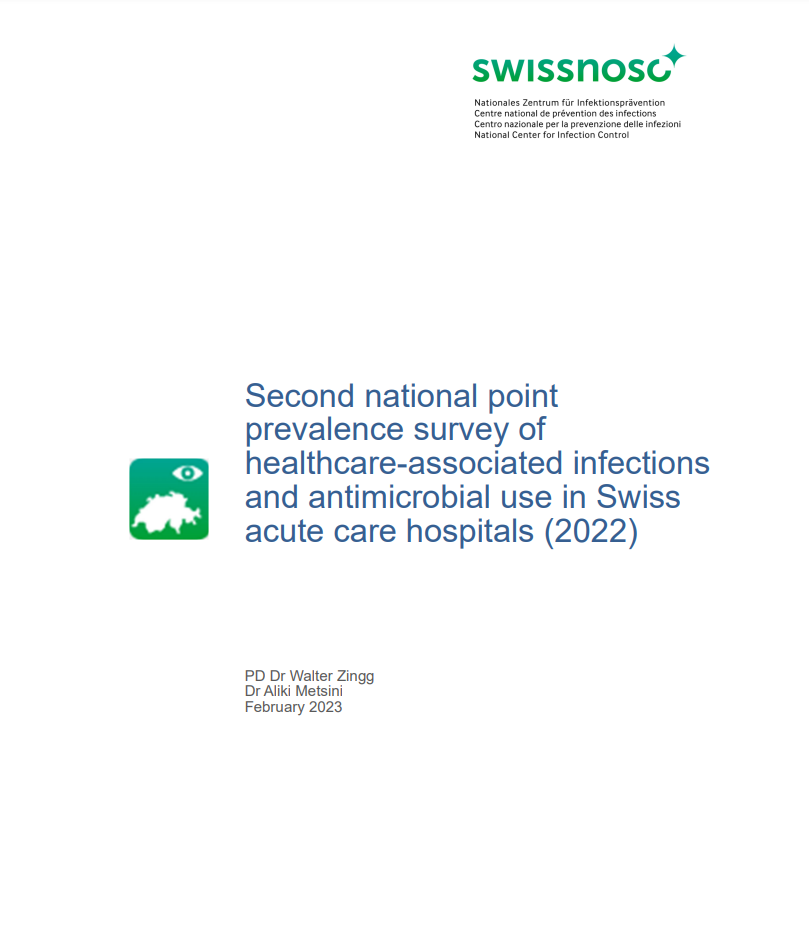 swissnoso
Nationales Zentrum für Infektionsprävention
Centre national de prévention des infections
Centro nazionale per la prevenzione delle infezioni
National Center for Infection Control
Second national point
prevalence survey of
healthcare-associated infections
and antimicrobial use in Swiss
acute care hospitals (2022)
PD Dr Walter Zingg
Dr Aliki Metsini
February 2023